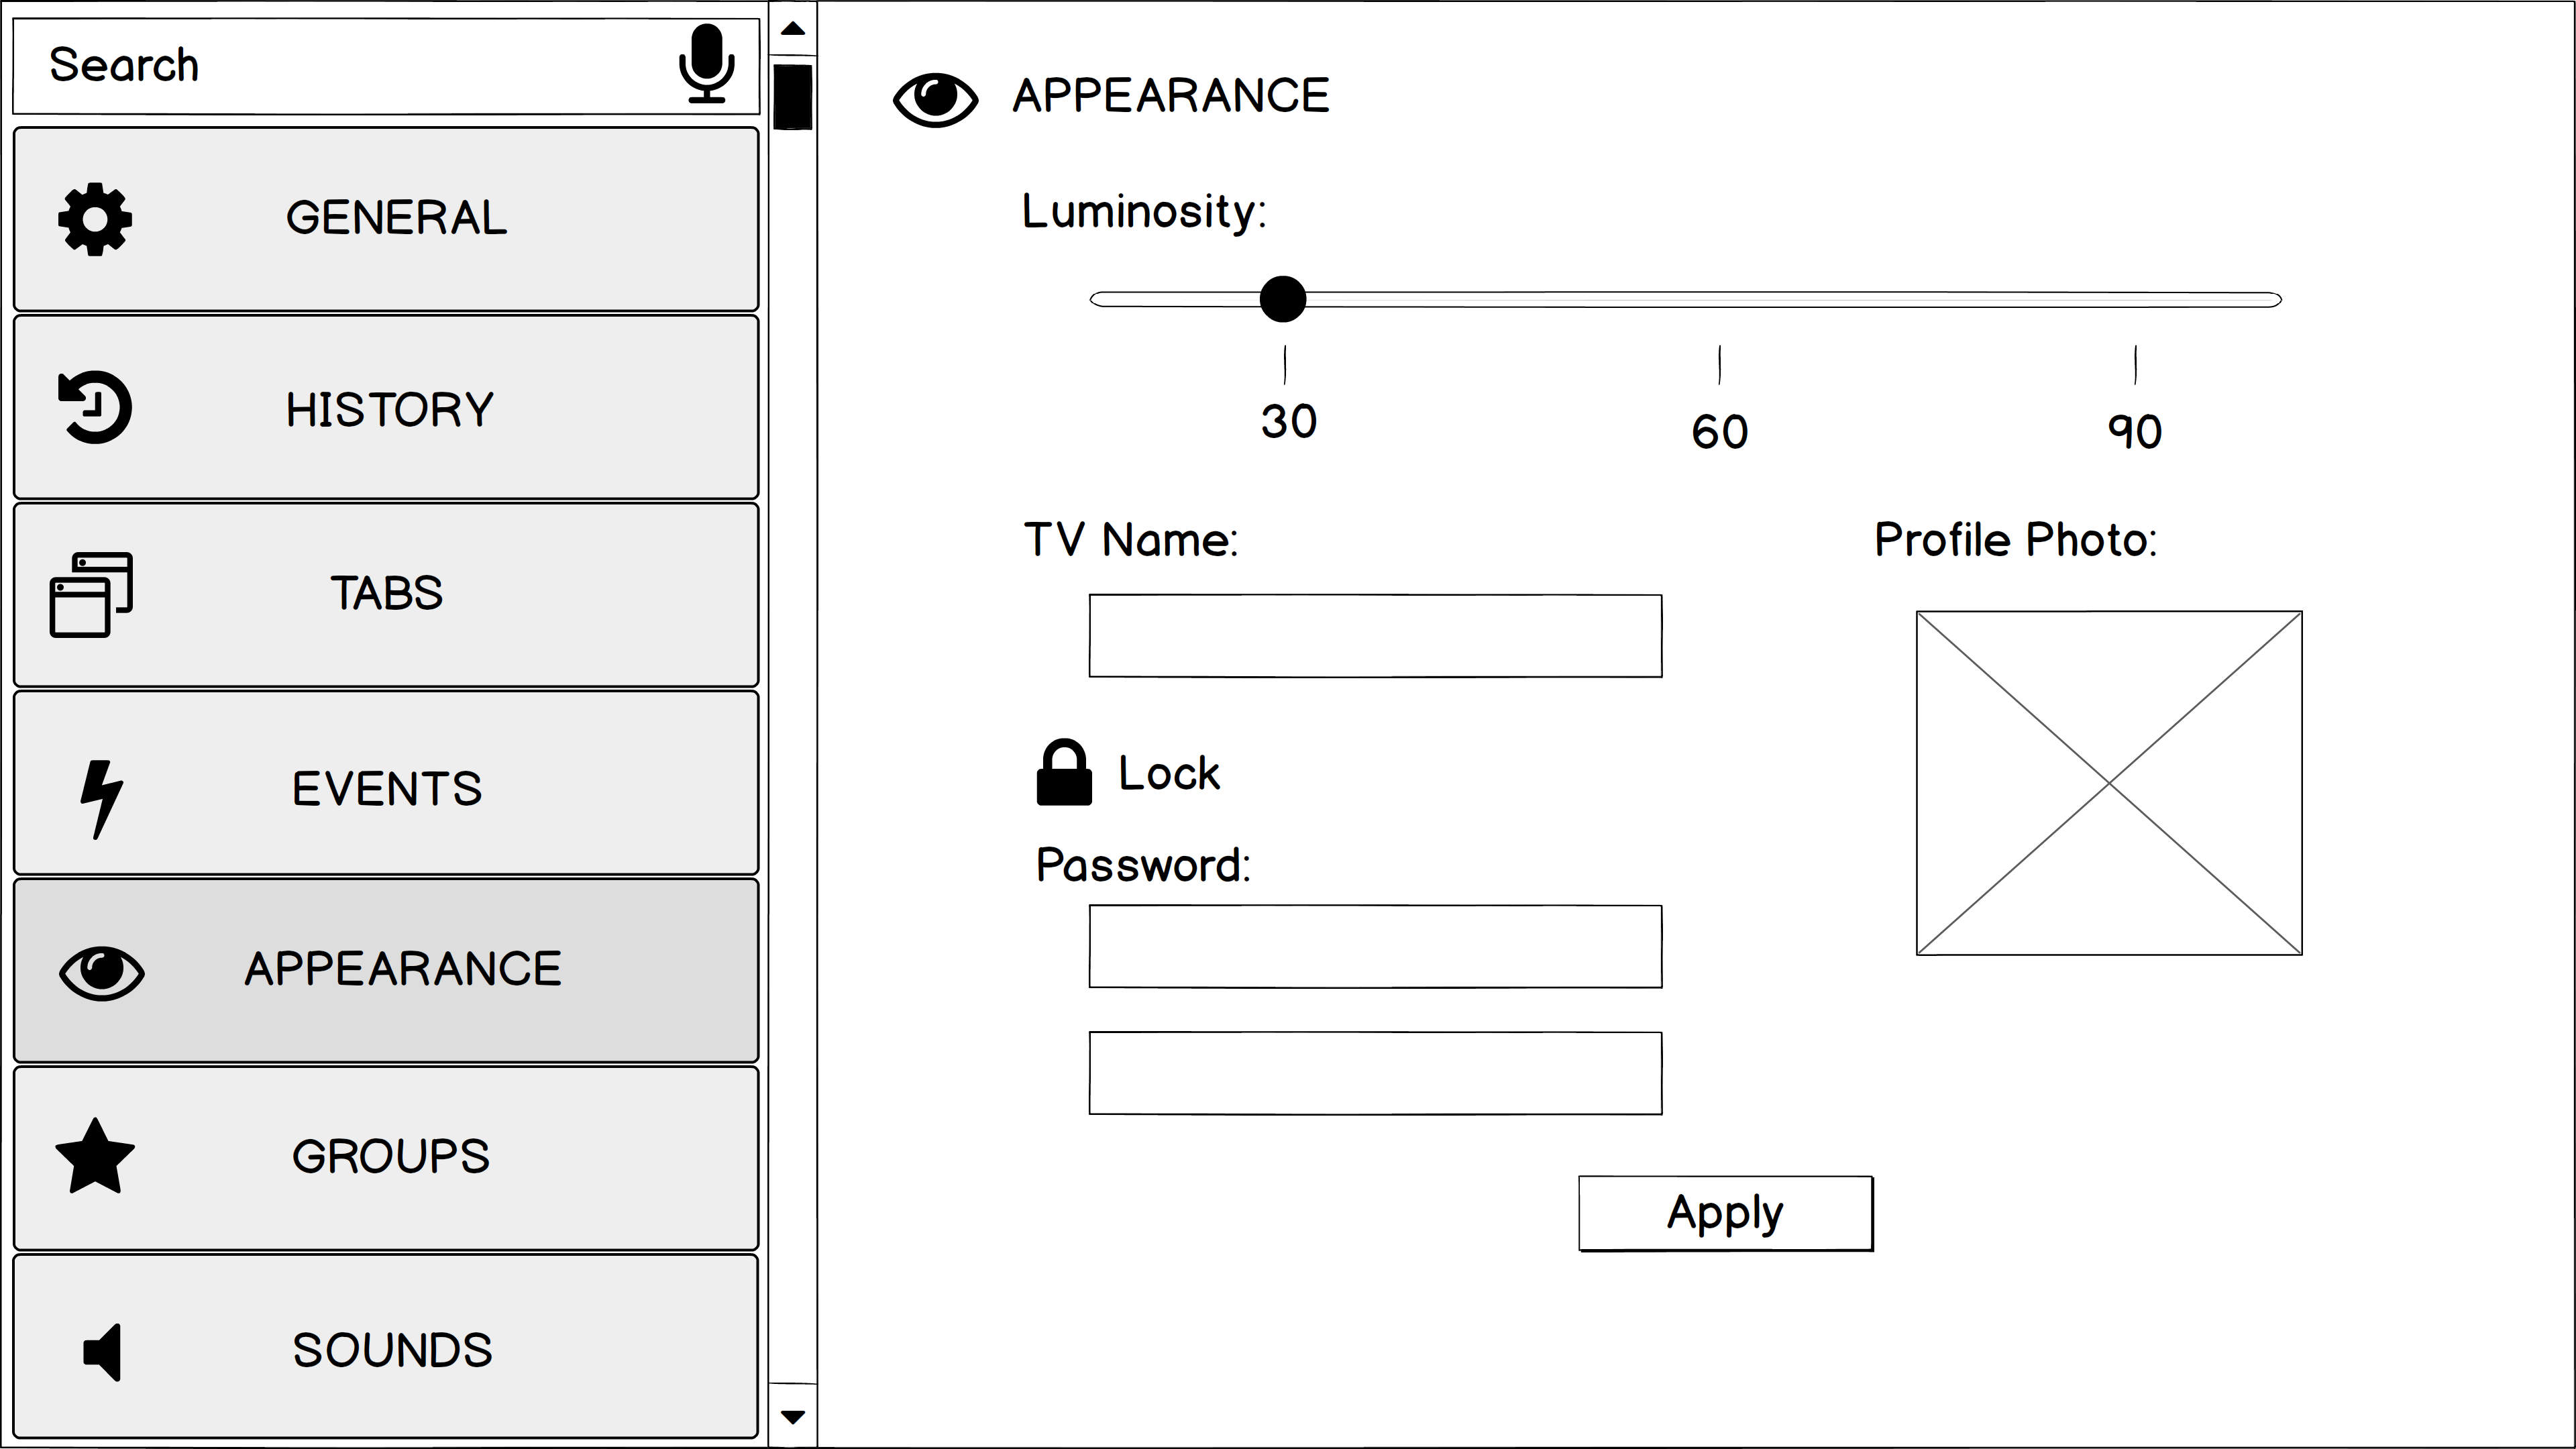 Search
GENERAL
HISTORY
TABS
EVENTS
APPEARANCE
GROUPS
SOUNDS
APPEARANCE
Luminosity:
30 60 90
TV Name:
Profile Photo:
Lock
Password:
Apply